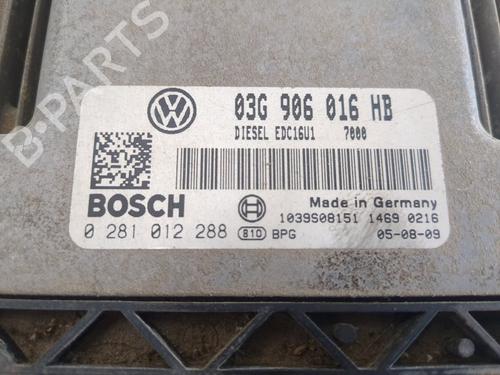 VW
03G 906 016 HB
DIESEL EDC16U1 7000
BOSCH
Made in Germany
1039S08151 1469 0216
0 281 012 288 810 BPG 05-08-09
B-Parts